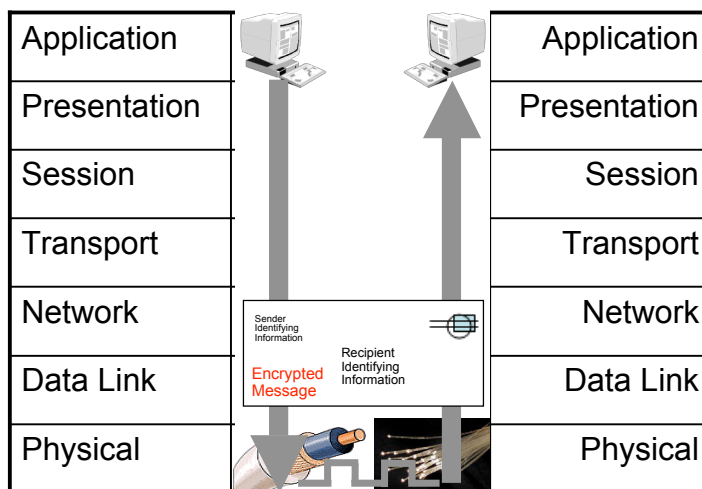 Application
Presentation
Session
Transport
Network
Data Link
Physical
Sender
Identifying
Information
Encrypted
Message
Recipient
Identifying
Information
Application
Presentation
Session
Transport
Network
Data Link
Physical